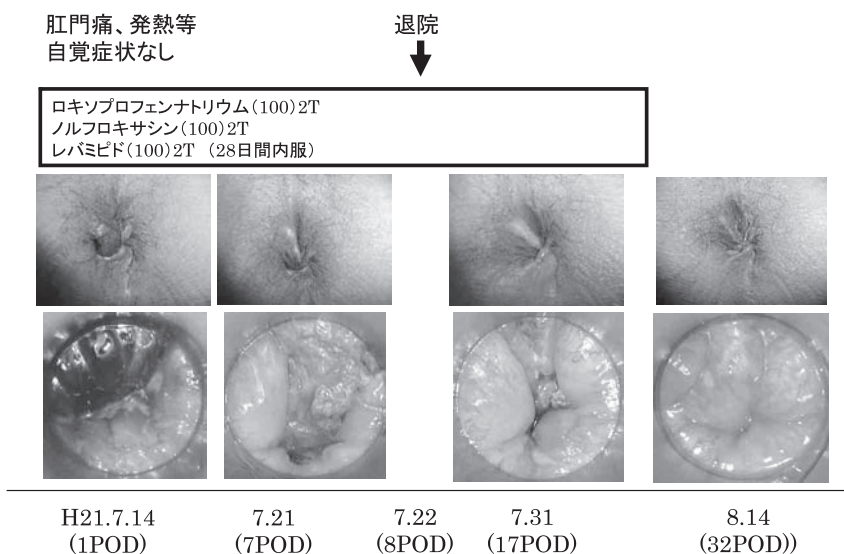 肛門痛、発熱等
自覚症状なし
退院
ロキソプロフェンナトリウム(100)2T
ノルフロキサシン(100)2T
レバミピド(100)2T (28日間内服)
H21.7.14
(1POD)
7.21
(7POD)
7.22
(8POD)
7.31
(17POD)
8.14
(32POD))